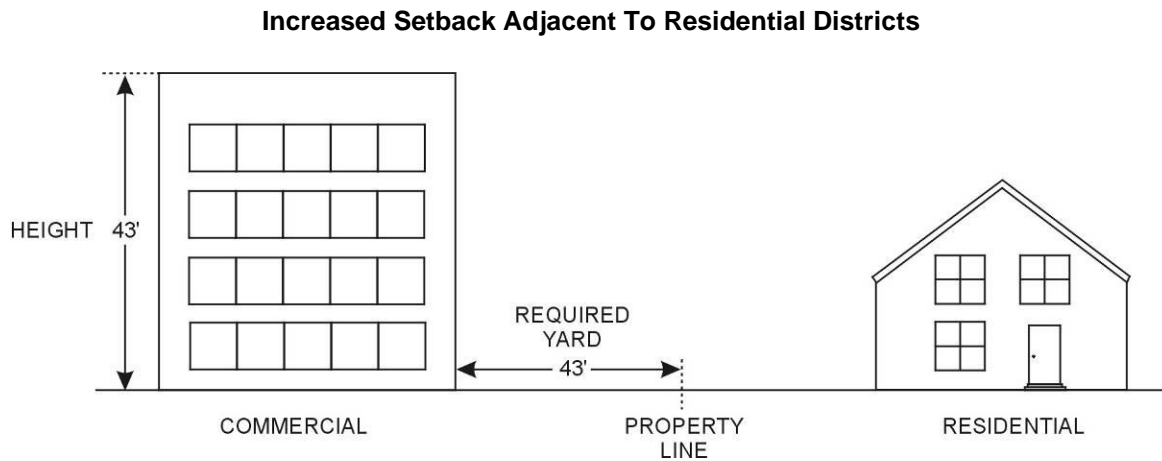 Increased Setback Adjacent To Residential Districts
HEIGHT 43'
REQUIRED
YARD
43'
COMMERCIAL
PROPERTY
LINE
RESIDENTIAL